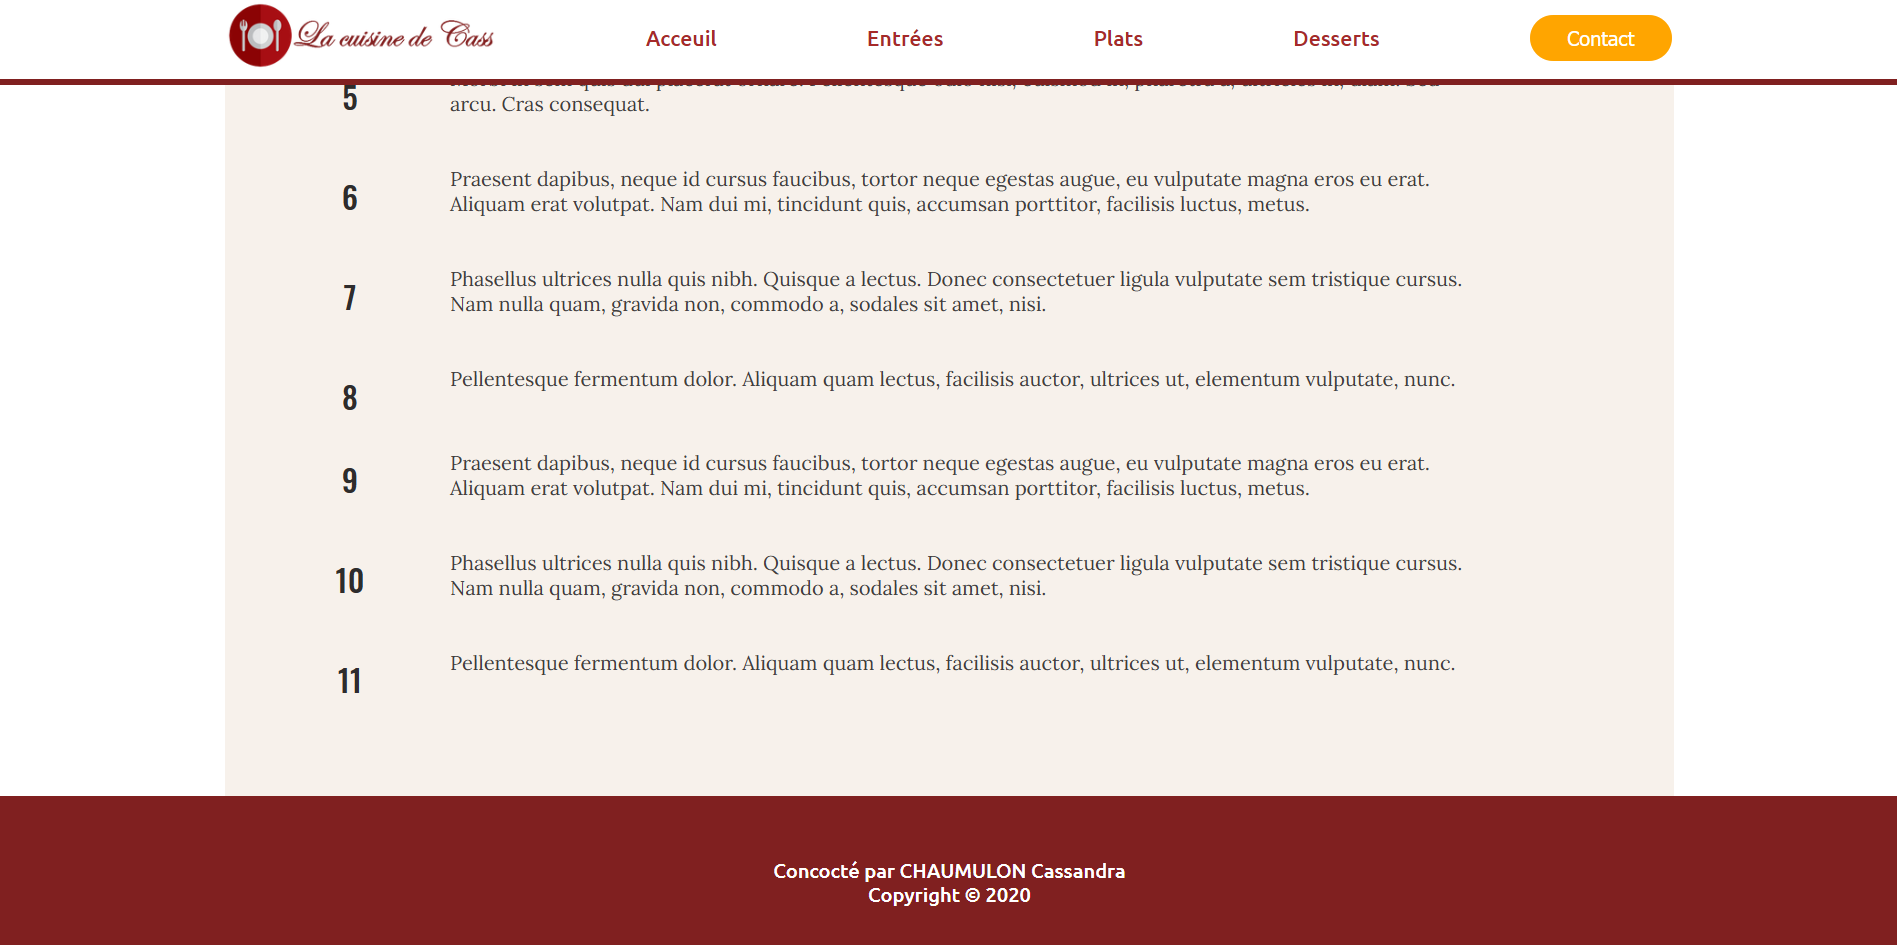 La cuisine de Cass
Acceuil
Entrées
Plats
Desserts
Contact
5
arcu. Cras consequat.
6
Praesent dapibus, neque id cursus faucibus, tortor neque egestas augue, eu vulputate magna eros eu erat.
Aliquam erat volutpat. Nam dui mi, tincidunt quis, accumsan porttitor, facilisis luctus, metus.
7
Phasellus ultrices nulla quis nibh. Quisque a lectus. Donec consectetuer ligula vulputate sem tristique cursus.
Nam nulla quam, gravida non, commodo a, sodales sit amet, nisi.
8
Pellentesque fermentum dolor. Aliquam quam lectus, facilisis auctor, ultrices ut, elementum vulputate, nunc.
9
Praesent dapibus, neque id cursus faucibus, tortor neque egestas augue, eu vulputate magna eros eu erat.
Aliquam erat volutpat. Nam dui mi, tincidunt quis, accumsan porttitor, facilisis luctus, metus.
10
Phasellus ultrices nulla quis nibh. Quisque a lectus. Donec consectetuer ligula vulputate sem tristique cursus.
Nam nulla quam, gravida non, commodo a, sodales sit amet, nisi.
11
Pellentesque fermentum dolor. Aliquam quam lectus, facilisis auctor, ultrices ut, elementum vulputate, nunc.
Concocté par CHAUMULON Cassandra
Copyright © 2020